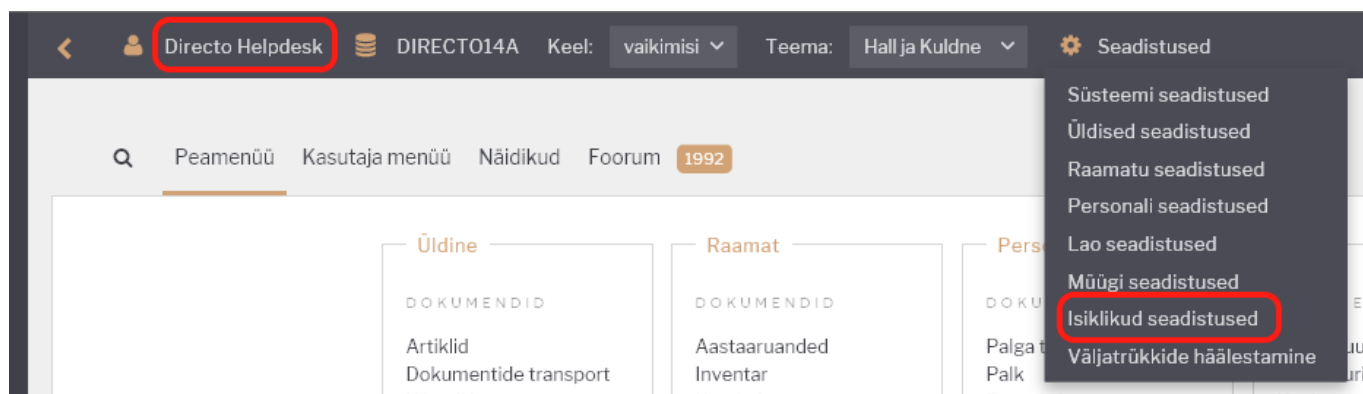 Directo Helpdesk DIRECTO14A Keel: vaikimisi Teema: Hall ja Kuldne Seadistused
Süsteemi seadistused
Üldised seadistused
Raamatu seadistused
Personali seadistused
Lao seadistused
Müügi seadistused
Isiklikud seadistused
Väljatrükkide häälestamine
Peamenüü Kasutaja menüü Näidikud Foorum 1992
Üldine
DOKUMENDID
Artiklid
Dokumentide transport
Raamat
DOKUMENDID
Aastaaruanded
Inventar
Palk